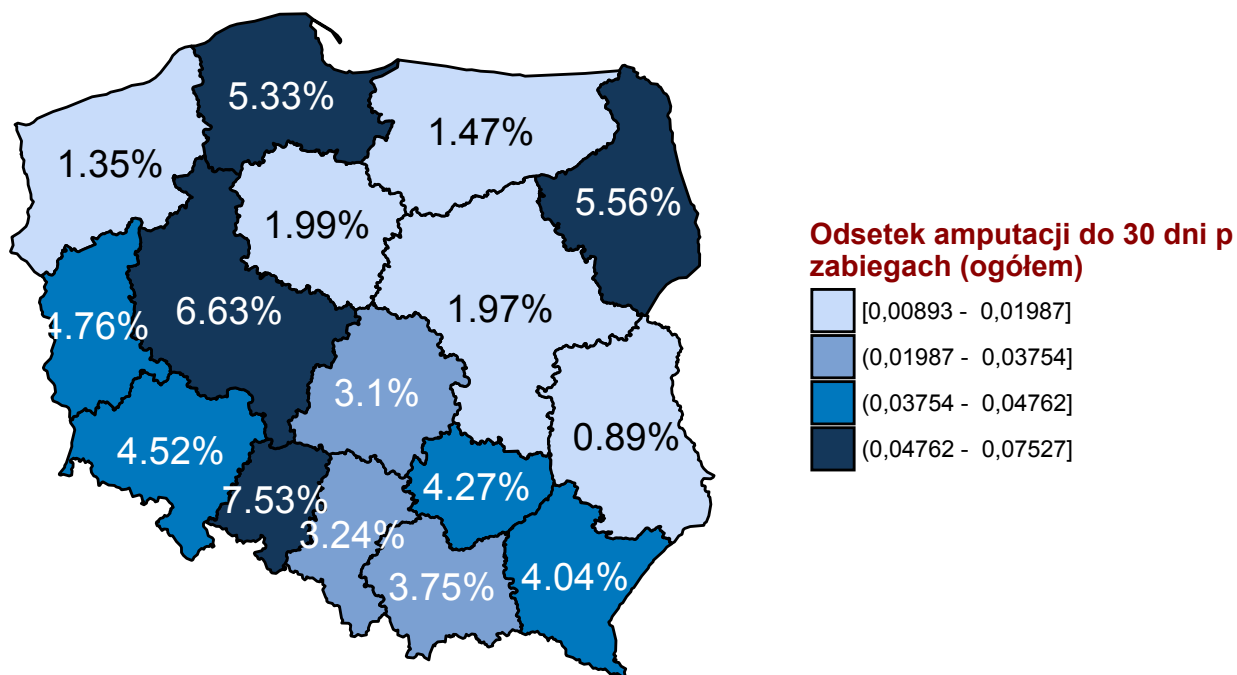 5.33%
1.47%
1.35%
5.56%
1.99%
6.63%
1.97%
4.76%
3.1%
0.89%
4.52%
4.27%
7.53%
3.24%
3.75%
4.04%
Odsetek amputacji do 30 dni p
zabiegach (ogółem)
[0,00893 - 0,01987]
(0,01987 - 0,03754]
(0,03754 - 0,04762]
(0,04762 - 0,07527]